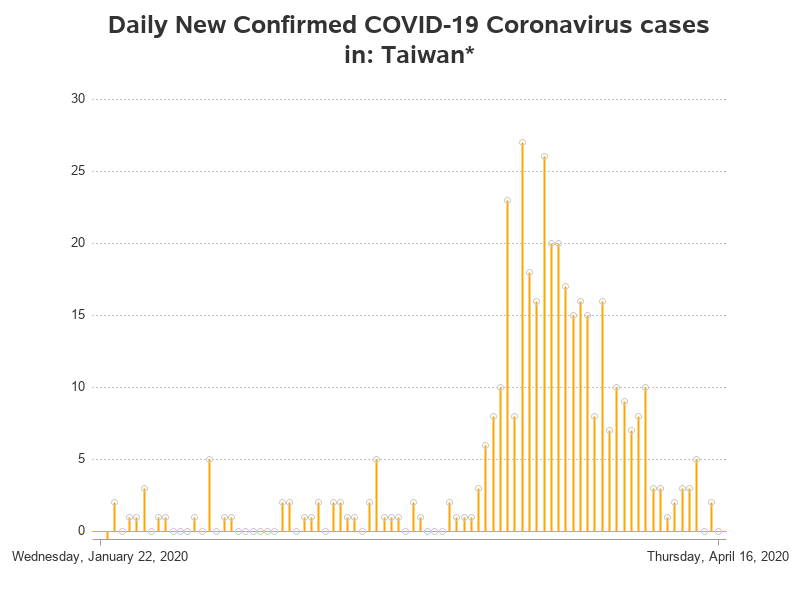 Daily New Confirmed COVID-19 Coronavirus cases
in: Taiwan*
30
25
20
15
10
5
0
Wednesday, January 22, 2020
Thursday, April 16, 2020